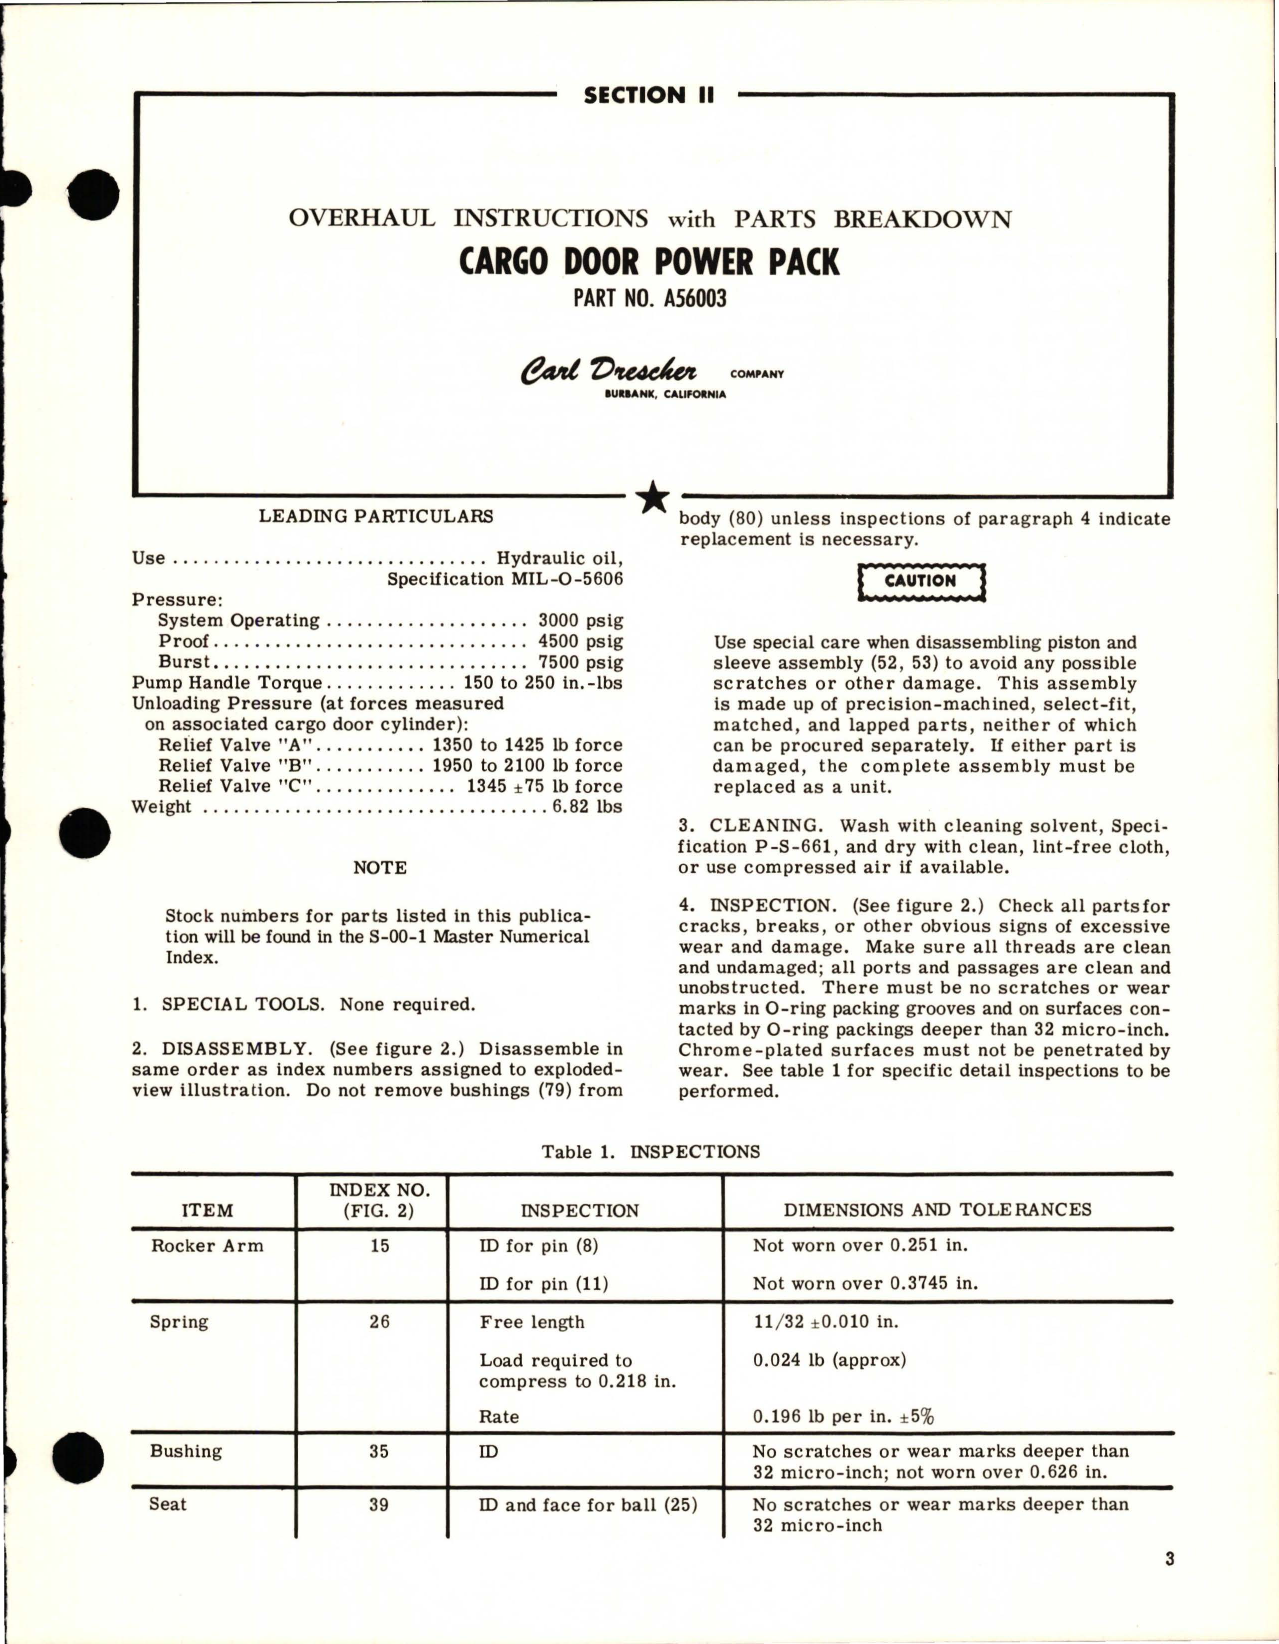 SECTION II
OVERHAUL INSTRUCTIONS with PARTS BREAKDOWN
CARGO DOOR POWER PACK
PART NO. A56003
Carl Drescher COMPANY
BURBANK, CALIFORNIA
LEADING PARTICULARS
Use ............................... Hydraulic oil,
Specification MIL-O-5606
Pressure:
System Operating .................... 3000 psig
Proof............................... 4500 psig
Burst............................... 7500 psig
Pump Handle Torque............. 150 to 250 in.-lbs
Unloading Pressure (at forces measured
on associated cargo door cylinder):
Relief Valve "A"........... 1350 to 1425 lb force
Relief Valve "B"........... 1950 to 2100 lb force
Relief Valve "C".............. 1345 ±75 lb force
Weight .................................. 6.82 lbs
NOTE
Stock numbers for parts listed in this publica-
tion will be found in the S-00-1 Master Numerical
Index.
1. SPECIAL TOOLS. None required.
2. DISASSEMBLY. (See figure 2.) Disassemble in
same order as index numbers assigned to exploded-
view illustration. Do not remove bushings (79) from
body (80) unless inspections of paragraph 4 indicate
replacement is necessary.
CAUTION
Use special care when disassembling piston and
sleeve assembly (52, 53) to avoid any possible
scratches or other damage. This assembly
is made up of precision-machined, select-fit,
matched, and lapped parts, neither of which
can be procured separately. If either part is
damaged, the complete assembly must be
replaced as a unit.
3. CLEANING. Wash with cleaning solvent, Speci-
fication P-S-661, and dry with clean, lint-free cloth,
or use compressed air if available.
4. INSPECTION. (See figure 2.) Check all parts for
cracks, breaks, or other obvious signs of excessive
wear and damage. Make sure all threads are clean
and undamaged; all ports and passages are clean and
unobstructed. There must be no scratches or wear
marks in O-ring packing grooves and on surfaces con-
tacted by O-ring packings deeper than 32 micro-inch.
Chrome-plated surfaces must not be penetrated by
wear. See table 1 for specific detail inspections to be
performed.
Table 1. INSPECTIONS
ITEM INDEX NO. (FIG. 2) INSPECTION DIMENSIONS AND TOLERANCES
Rocker Arm 15 ID for pin (8) Not worn over 0.251 in.
ID for pin (11) Not worn over 0.3745 in.
Spring 26 Free length 11/32 ±0.010 in.
Load required to 0.024 lb (approx)
compress to 0.218 in.
Rate 0.196 lb per in. ±5%
Bushing 35 ID No scratches or wear marks deeper than
32 micro-inch; not worn over 0.626 in.
Seat 39 ID and face for ball (25) No scratches or wear marks deeper than
32 micro-inch
3